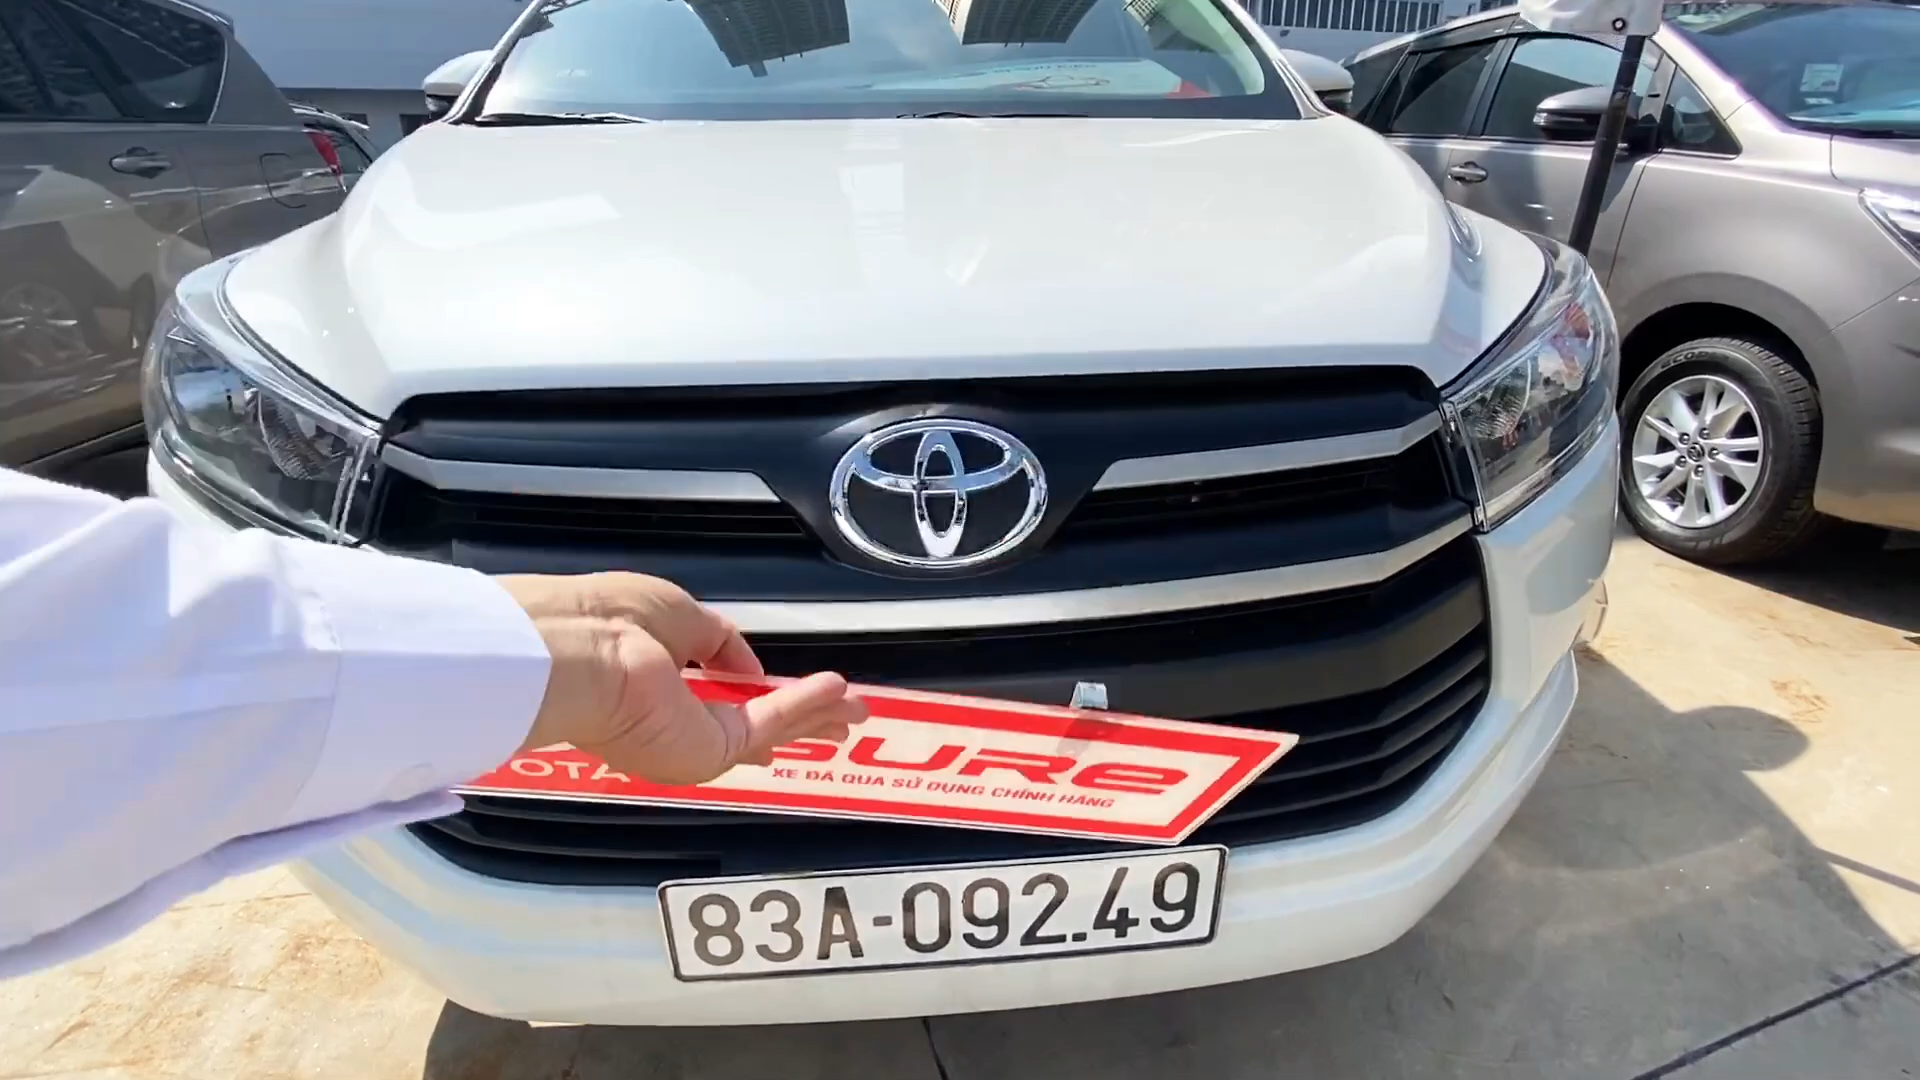 SURE
XE ĐÃ QUA SỬ DỤNG CHÍNH HÃNG
83A-092.49